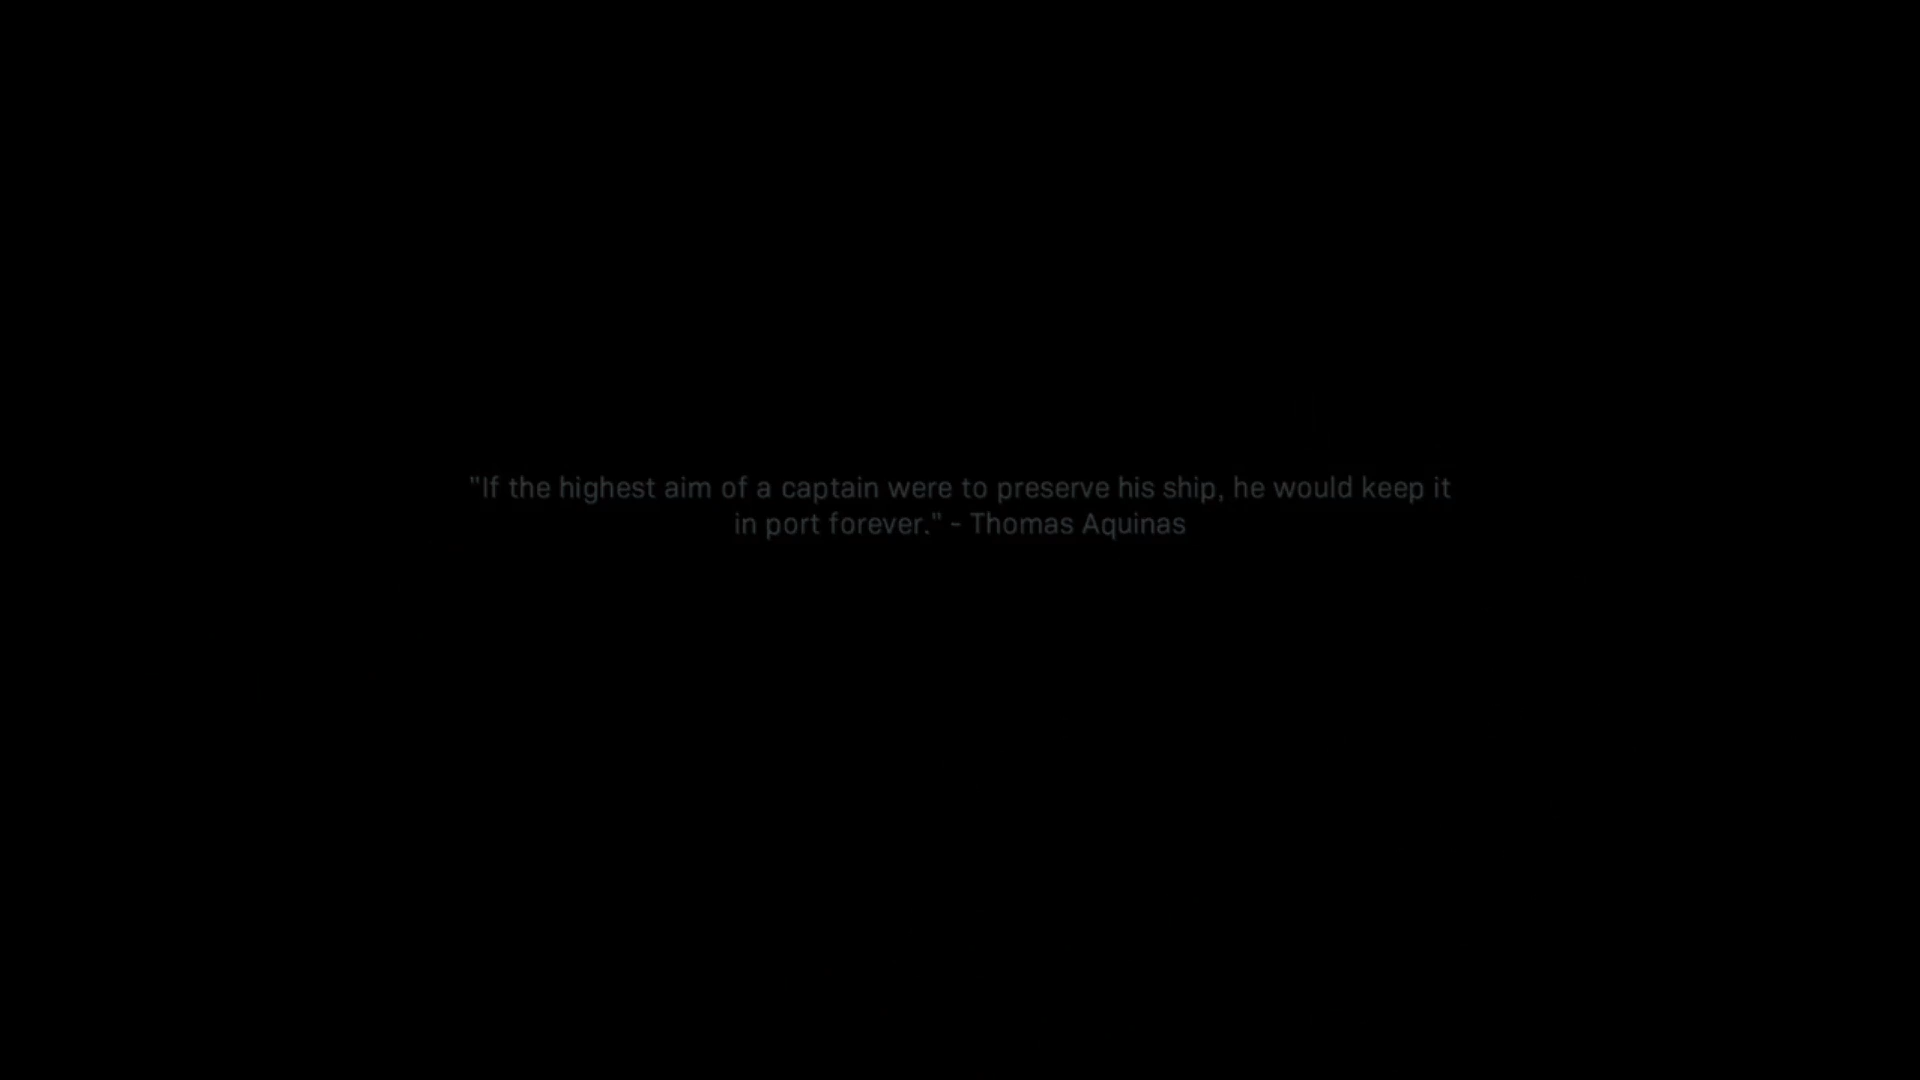 "If the highest aim of a captain were to preserve his ship, he would keep it
in port forever." - Thomas Aquinas